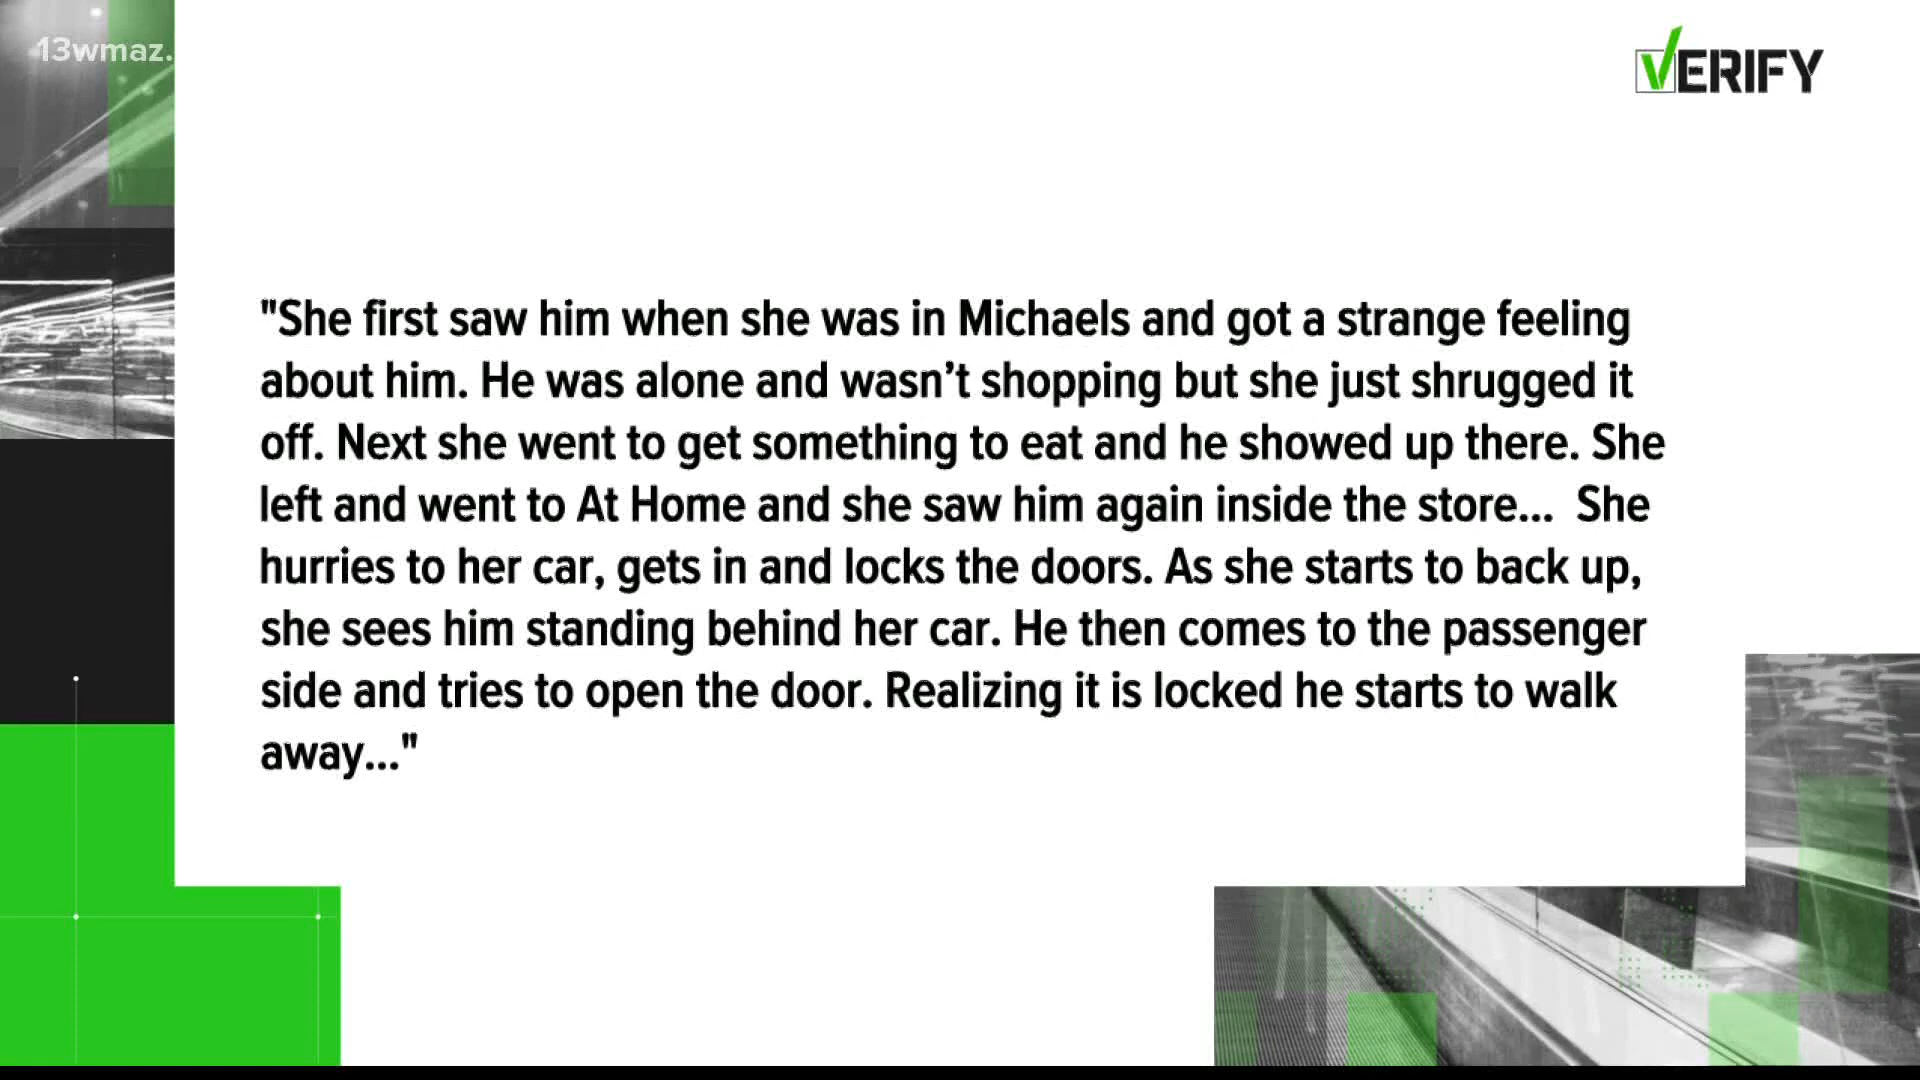 13wmaz.
VERIFY
"She first saw him when she was in Michaels and got a strange feeling
about him. He was alone and wasn’t shopping but she just shrugged it
off. Next she went to get something to eat and he showed up there. She
left and went to At Home and she saw him again inside the store...  She
hurries to her car, gets in and locks the doors. As she starts to back up,
she sees him standing behind her car. He then comes to the passenger
side and tries to open the door. Realizing it is locked he starts to walk
away..."